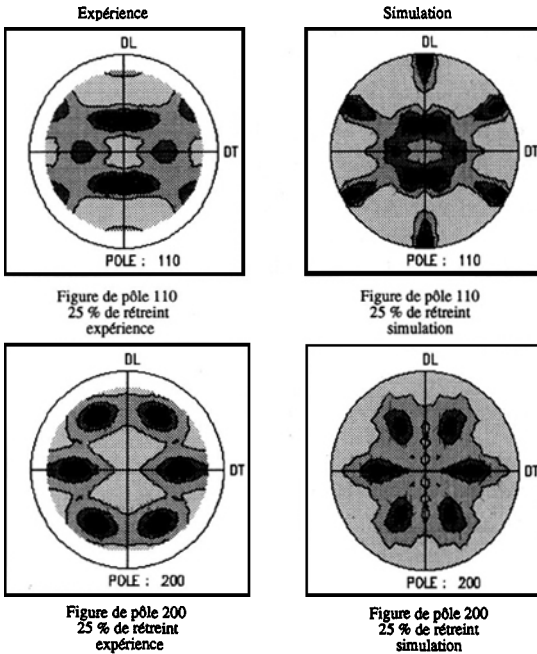 Expérience
Simulation
DL
DT
POLE : 110
DL
DT
POLE : 110
Figure de pôle 110
25 % de rétreint
expérience
Figure de pôle 110
25 % de rétreint
simulation
DL
DT
POLE : 200
DL
DT
POLE : 200
Figure de pôle 200
25 % de rétreint
expérience
Figure de pôle 200
25 % de rétreint
simulation